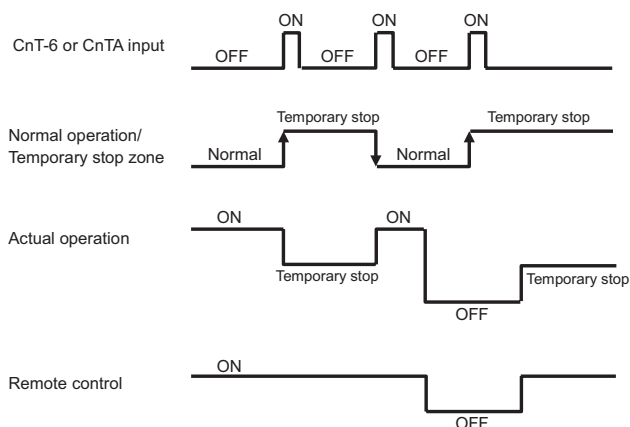 ON ON ON
CnT-6 or CnTA input
OFF OFF OFF
Temporary stop Temporary stop
Normal operation/
Temporary stop zone
Normal Normal
ON ON
Actual operation
Temporary stop Temporary stop
OFF
ON
Remote control
OFF